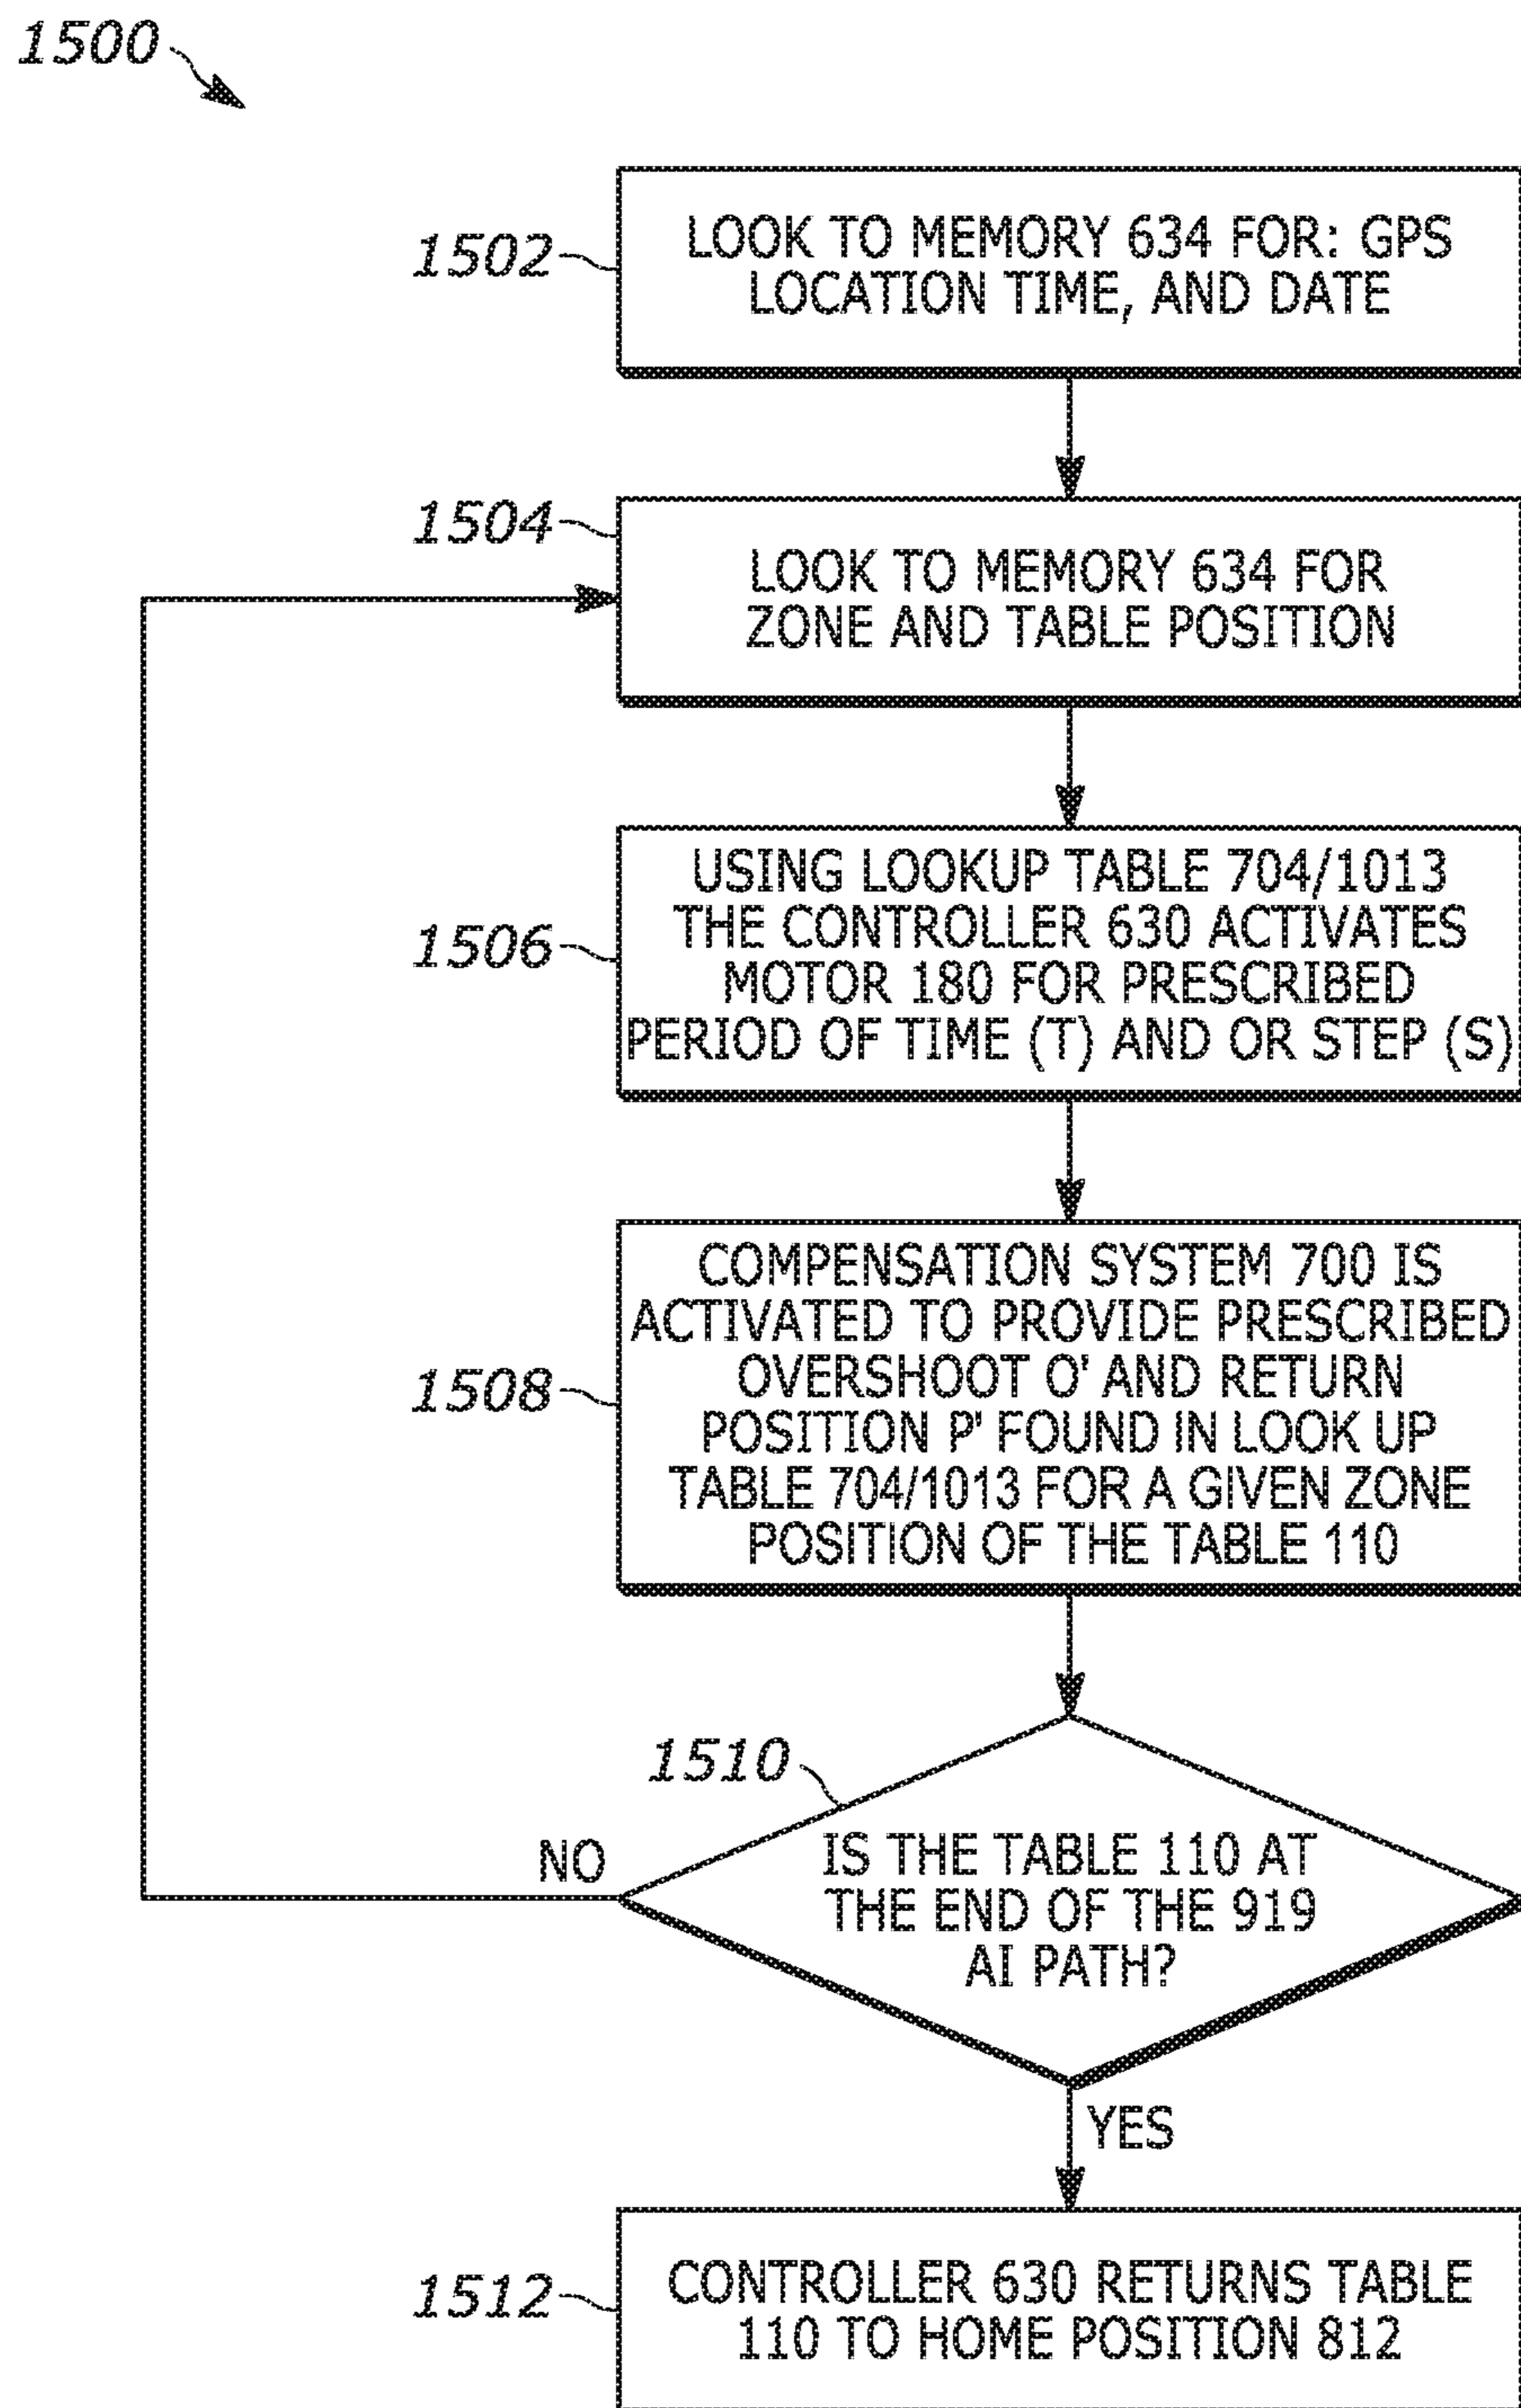 1500
1502
LOOK TO MEMORY 634 FOR: GPS
LOCATION TIME, AND DATE
1504
LOOK TO MEMORY 634 FOR
ZONE AND TABLE POSITION
1506
USING LOOKUP TABLE 704/1013
THE CONTROLLER 630 ACTIVATES
MOTOR 180 FOR PRESCRIBED
PERIOD OF TIME (T) AND OR STEP (S)
1508
COMPENSATION SYSTEM 700 IS
ACTIVATED TO PROVIDE PRESCRIBED
OVERSHOOT O' AND RETURN
POSITION P' FOUND IN LOOK UP
TABLE 704/1013 FOR A GIVEN ZONE
POSITION OF THE TABLE 110
1510
NO
IS THE TABLE 110 AT
THE END OF THE 919
AI PATH?
YES
1512
CONTROLLER 630 RETURNS TABLE
110 TO HOME POSITION 812